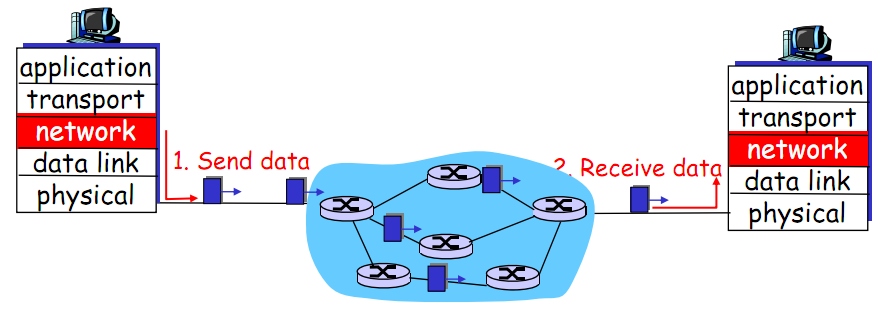 application
transport
network
data link
physical
1. Send data
2. Receive data
application
transport
network
data link
physical